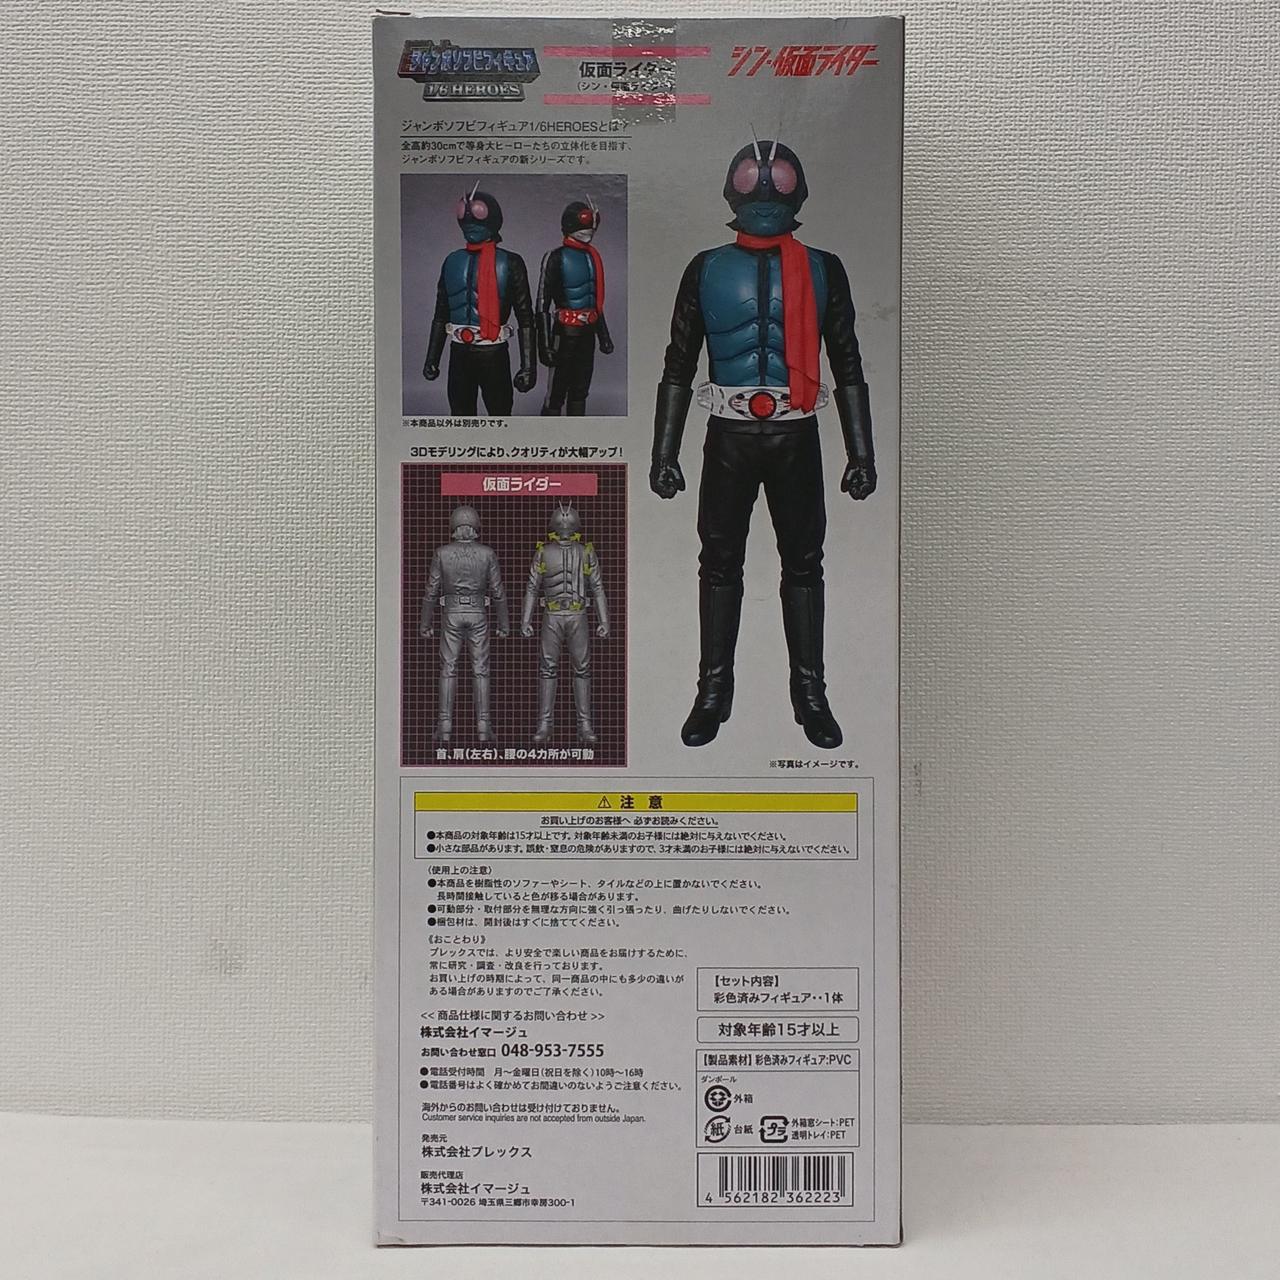 ジャンボソフビフィギュア
1/6 HEROES
仮面ライダー
シン・仮面ライダー
ジャンボソフビフィギュア1/6HEROESとは?
全高約30cmで等身大ヒーローたちの立体化を目指す、
ジャンボソフビフィギュアの新シリーズです。
※本商品以外は別売りです。
3Dモデリングにより、クオリティが大幅アップ!
仮面ライダー
首、肩(左右)、腰の4カ所が可動
※写真はイメージです。
⚠ 注 意
お買い上げのお客様へ 必ずお読みください。
●本商品の対象年齢は15才以上です。対象年齢未満のお子様には絶対に与えないでください。
●小さな部品があります。誤飲・窒息の危険がありますので、3才未満のお子様には絶対に与えないでください。
〈使用上の注意〉
●本商品を樹脂性のソファーやシート、タイルなどの上に置かないでください。
長時間接触していると色が移る場合があります。
●可動部分・取付部分を無理な方向に強く引っ張ったり、曲げたりしないでください。
●梱包材は、開封後はすぐに捨ててください。
《おことわり》
プレックスでは、より安全で楽しい商品をお届けするために、
常に研究・調査・改良を行っております。
お買い上げの時期によって、同一商品の中にも多少の違いが
ある場合がありますのでご了承ください。
<< 商品仕様に関するお問い合わせ >>
株式会社イマージュ
お問い合わせ窓口 048-953-7555
●電話受付時間 月〜金曜日(祝日を除く)10時〜16時
●電話番号はよく確かめてお間違いのないようご注意ください。
海外からのお問い合わせは受け付けておりません。
Customer service inquiries are not accepted from outside Japan.
発売元
株式会社プレックス
販売代理店
株式会社イマージュ
〒341-0026 埼玉県三郷市幸房300-1
【セット内容】
彩色済みフィギュア・・1体
対象年齢15才以上
【製品素材】彩色済みフィギュア:PVC
ダンボール
外箱
紙 台紙
プラ 外箱窓シート:PET
透明トレイ:PET
4 562182 362223